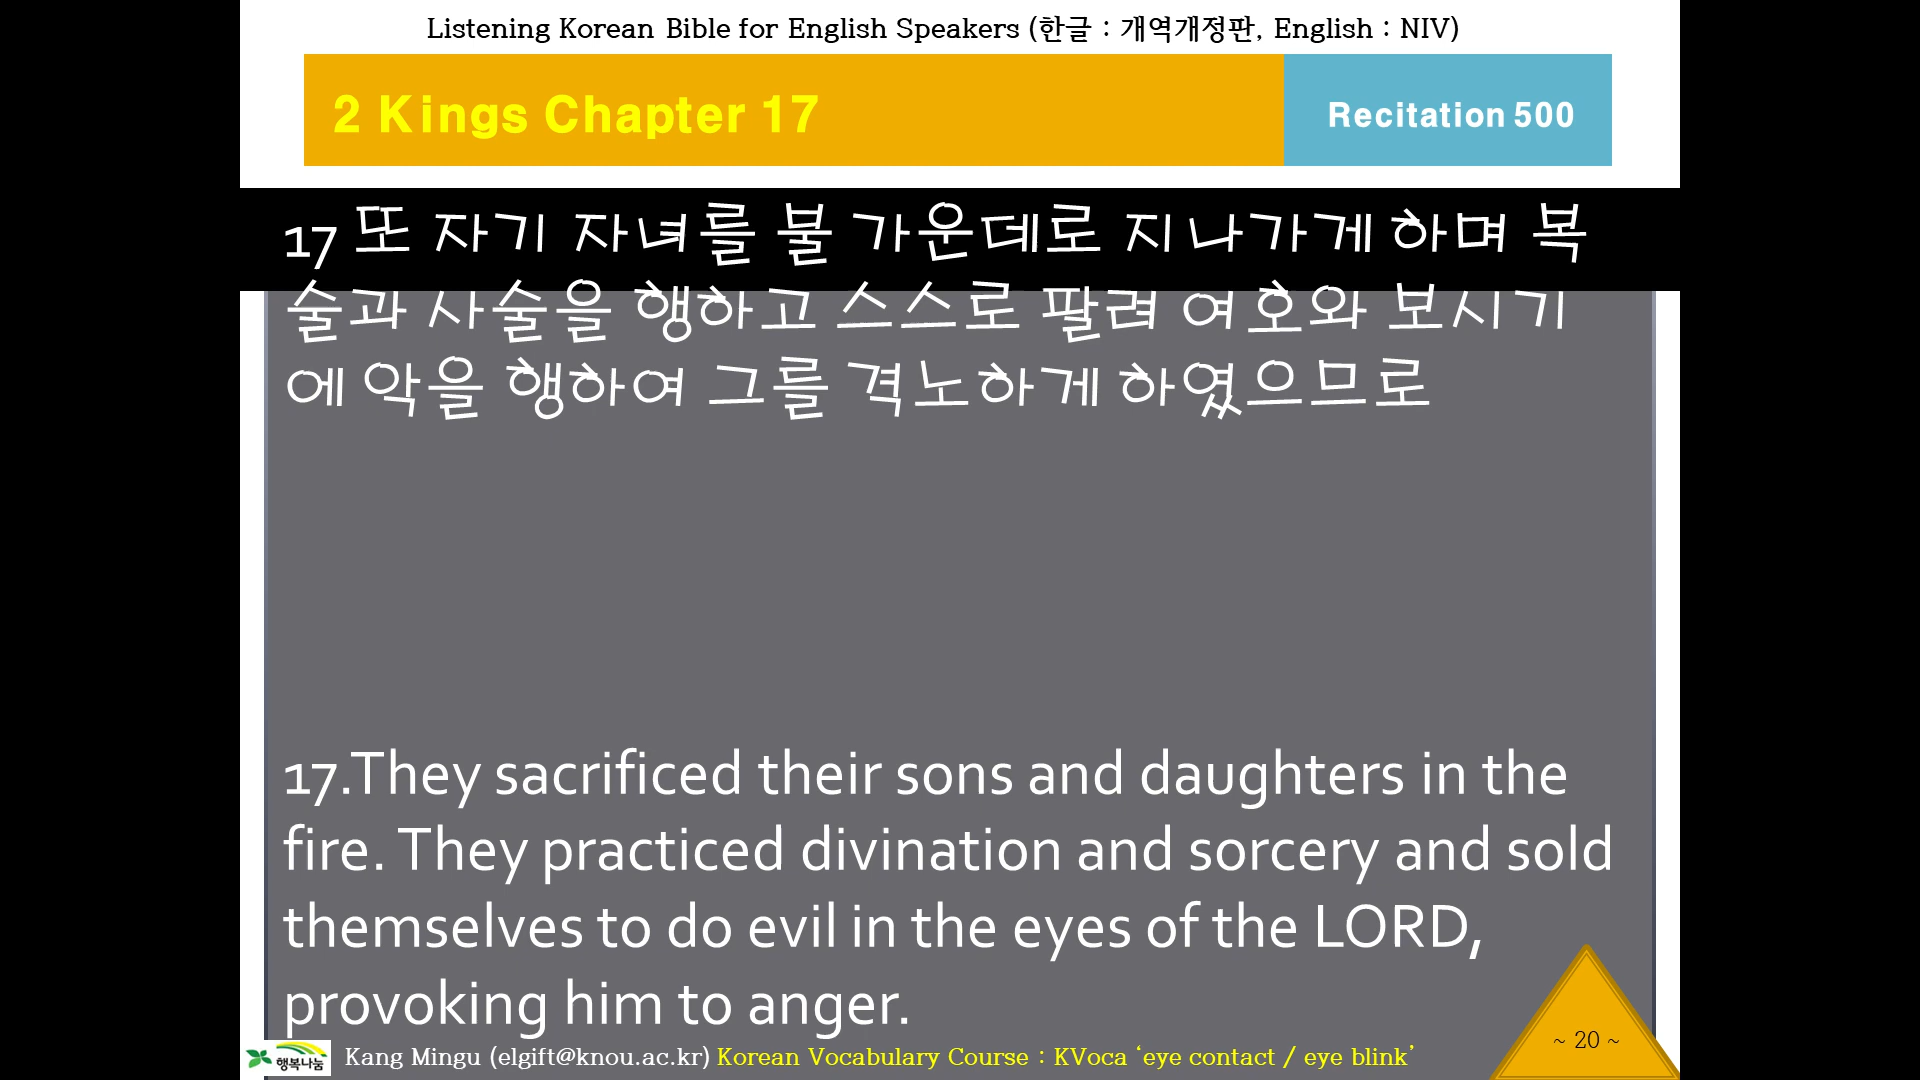 Listening Korean Bible for English Speakers (한글 : 개역개정판, English : NIV)
2 Kings Chapter 17
Recitation 500
17 또 자기 자녀를 불 가운데로 지나가게 하며 복
술과 사술을 행하고 스스로 팔려 여호와 보시기
에 악을 행하여 그를 격노하게 하였으므로
17.They sacrificed their sons and daughters in the
fire. They practiced divination and sorcery and sold
themselves to do evil in the eyes of the LORD,
provoking him to anger.
~ 20 ~
행복나눔
Kang Mingu (elgift@knou.ac.kr) Korean Vocabulary Course : KVoca ‘eye contact / eye blink’